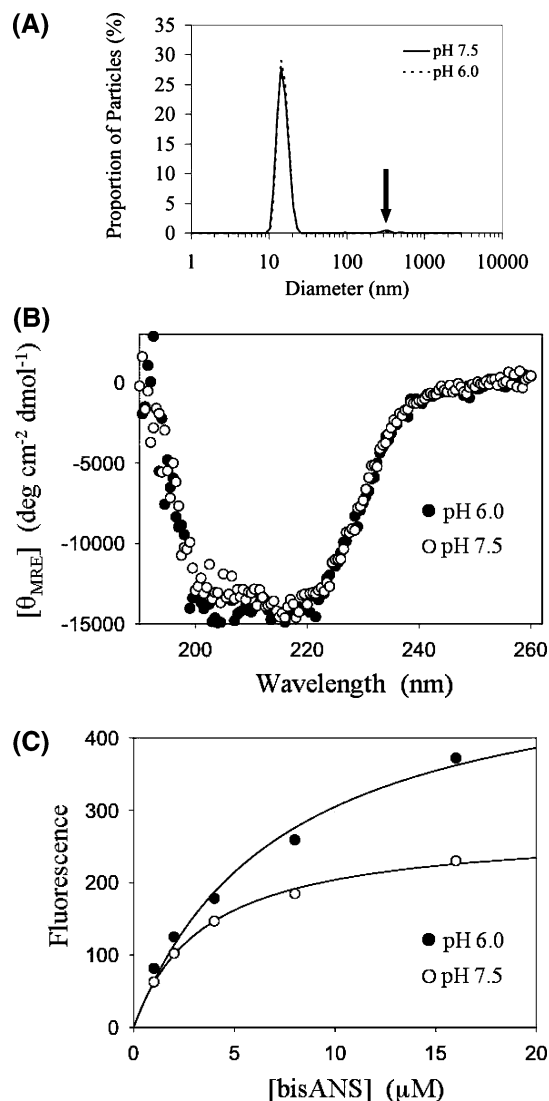 (A)
Proportion of Particles (%)
35
30
25
20
15
10
5
0
pH 7.5
pH 6.0
1 10 100 1000 10000
Diameter (nm)
(B)
[θMRE] (deg cm-2 dmol-1)
0
-5000
-10000
-15000
pH 6.0
pH 7.5
200 220 240 260
Wavelength (nm)
(C)
Fluorescence
400
300
200
100
0
pH 6.0
pH 7.5
0 5 10 15 20
[bisANS] (µM)